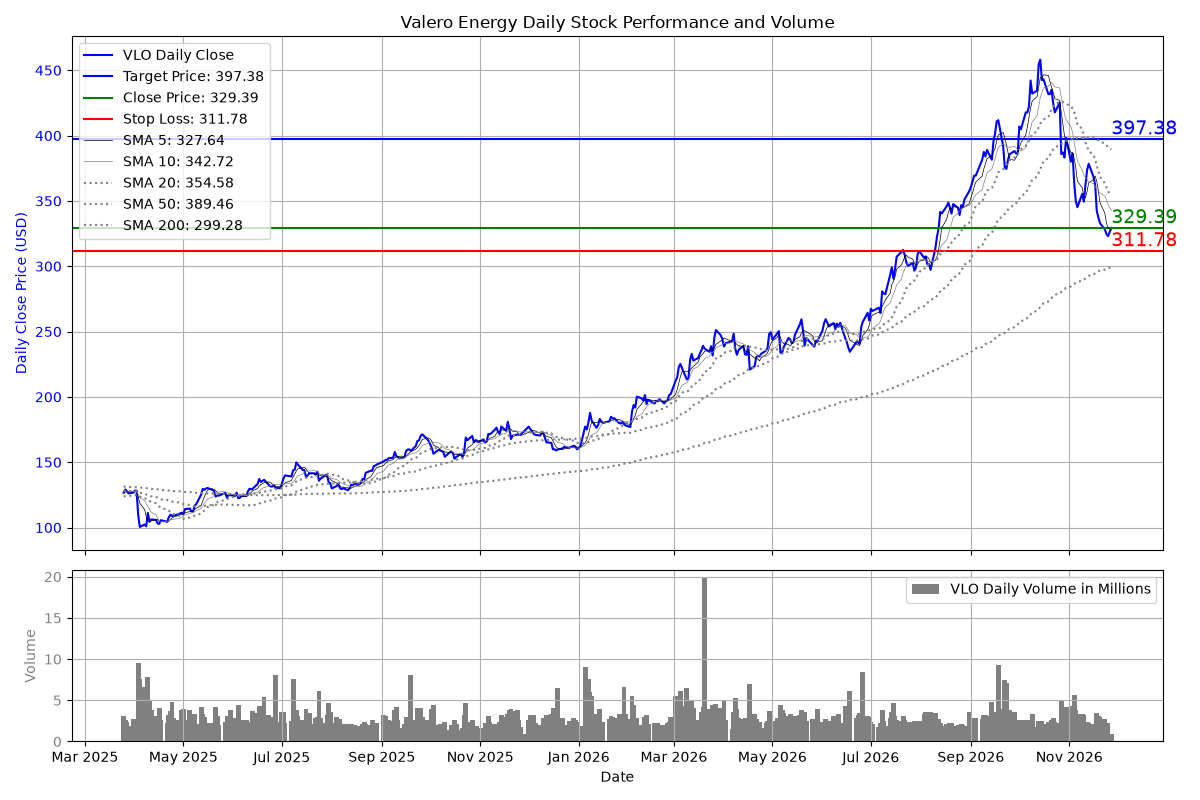 Valero Energy Daily Stock Performance and Volume
VLO Daily Close
Target Price: 397.38
Close Price: 329.39
Stop Loss: 311.78
SMA 5: 327.64
SMA 10: 342.72
SMA 20: 354.58
SMA 50: 389.46
SMA 200: 299.28
450
400
350
300
250
200
150
100
Daily Close Price (USD)
397.38
329.39
311.78
VLO Daily Volume in Millions
20
15
10
5
0
Volume
Mar 2025 May 2025 Jul 2025 Sep 2025 Nov 2025 Jan 2026 Mar 2026 May 2026 Jul 2026 Sep 2026 Nov 2026
Date